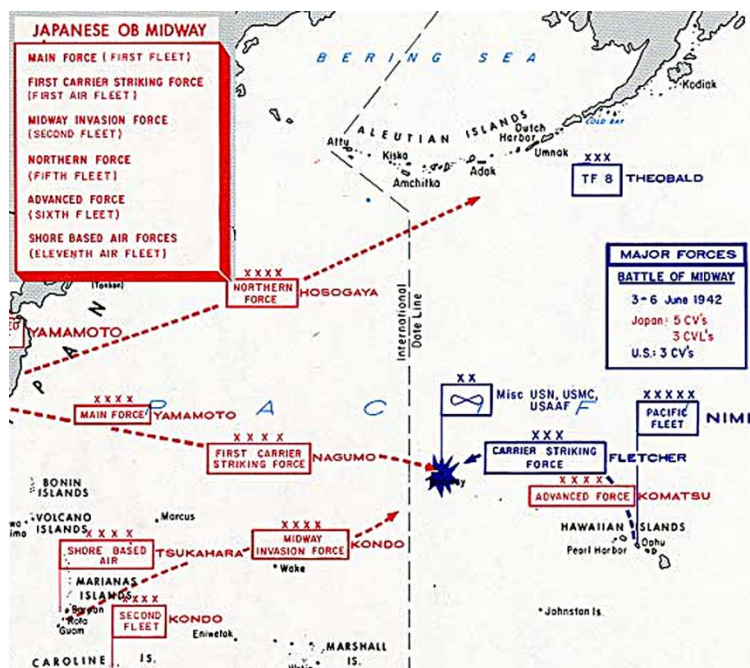 JAPANESE OB MIDWAY
MAIN FORCE (FIRST FLEET)
FIRST CARRIER STRIKING FORCE
(FIRST AIR FLEET)
MIDWAY INVASION FORCE
(SECOND FLEET)
NORTHERN FORCE
(FIFTH FLEET)
ADVANCED FORCE
(SIXTH FLEET)
SHORE BASED AIR FORCES
(ELEVENTH AIR FLEET)
BERING SEA
Kodiak
COLD BAY
ALEUTIAN ISLANDS
Dutch
Harbor
Umnak
Attu
Kiska
Adak
Amchitka
XXX
TF 8 THEOBALD
XXXX
NORTHERN
FORCE
HOSOGAYA
MAJOR FORCES
BATTLE OF MIDWAY
3-6 June 1942
Japan: 5 CV's
3 CVL's
U.S.: 3 CV's
International
Date Line
PAN
YAMAMOTO
XX
Misc USN, USMC,
USAAF
XXXXX
PACIFIC
FLEET
NIMI
PACIF
XXXX
MAIN FORCE YAMAMOTO
XXXX
FIRST CARRIER
STRIKING FORCE
NAGUMO
XXX
CARRIER STRIKING
FORCE
FLETCHER
XXXX
ADVANCED FORCE KOMATSU
BONIN
ISLANDS
VOLCANO
ISLANDS
Marcus
HAWAIIAN ISLANDS
Pearl Harbor
Oahu
XXXX
SHORE BASED
AIR
TSUKAHARA
XXXX
MIDWAY
INVASION FORCE
KONDO
Wake
MARIANAS
ISLANDS
Saipan
Rota
Guam
XXXX
SECOND
FLEET
KONDO
Eniwetok
Johnston Is.
MARSHALL
IS.
CAROLINE IS.